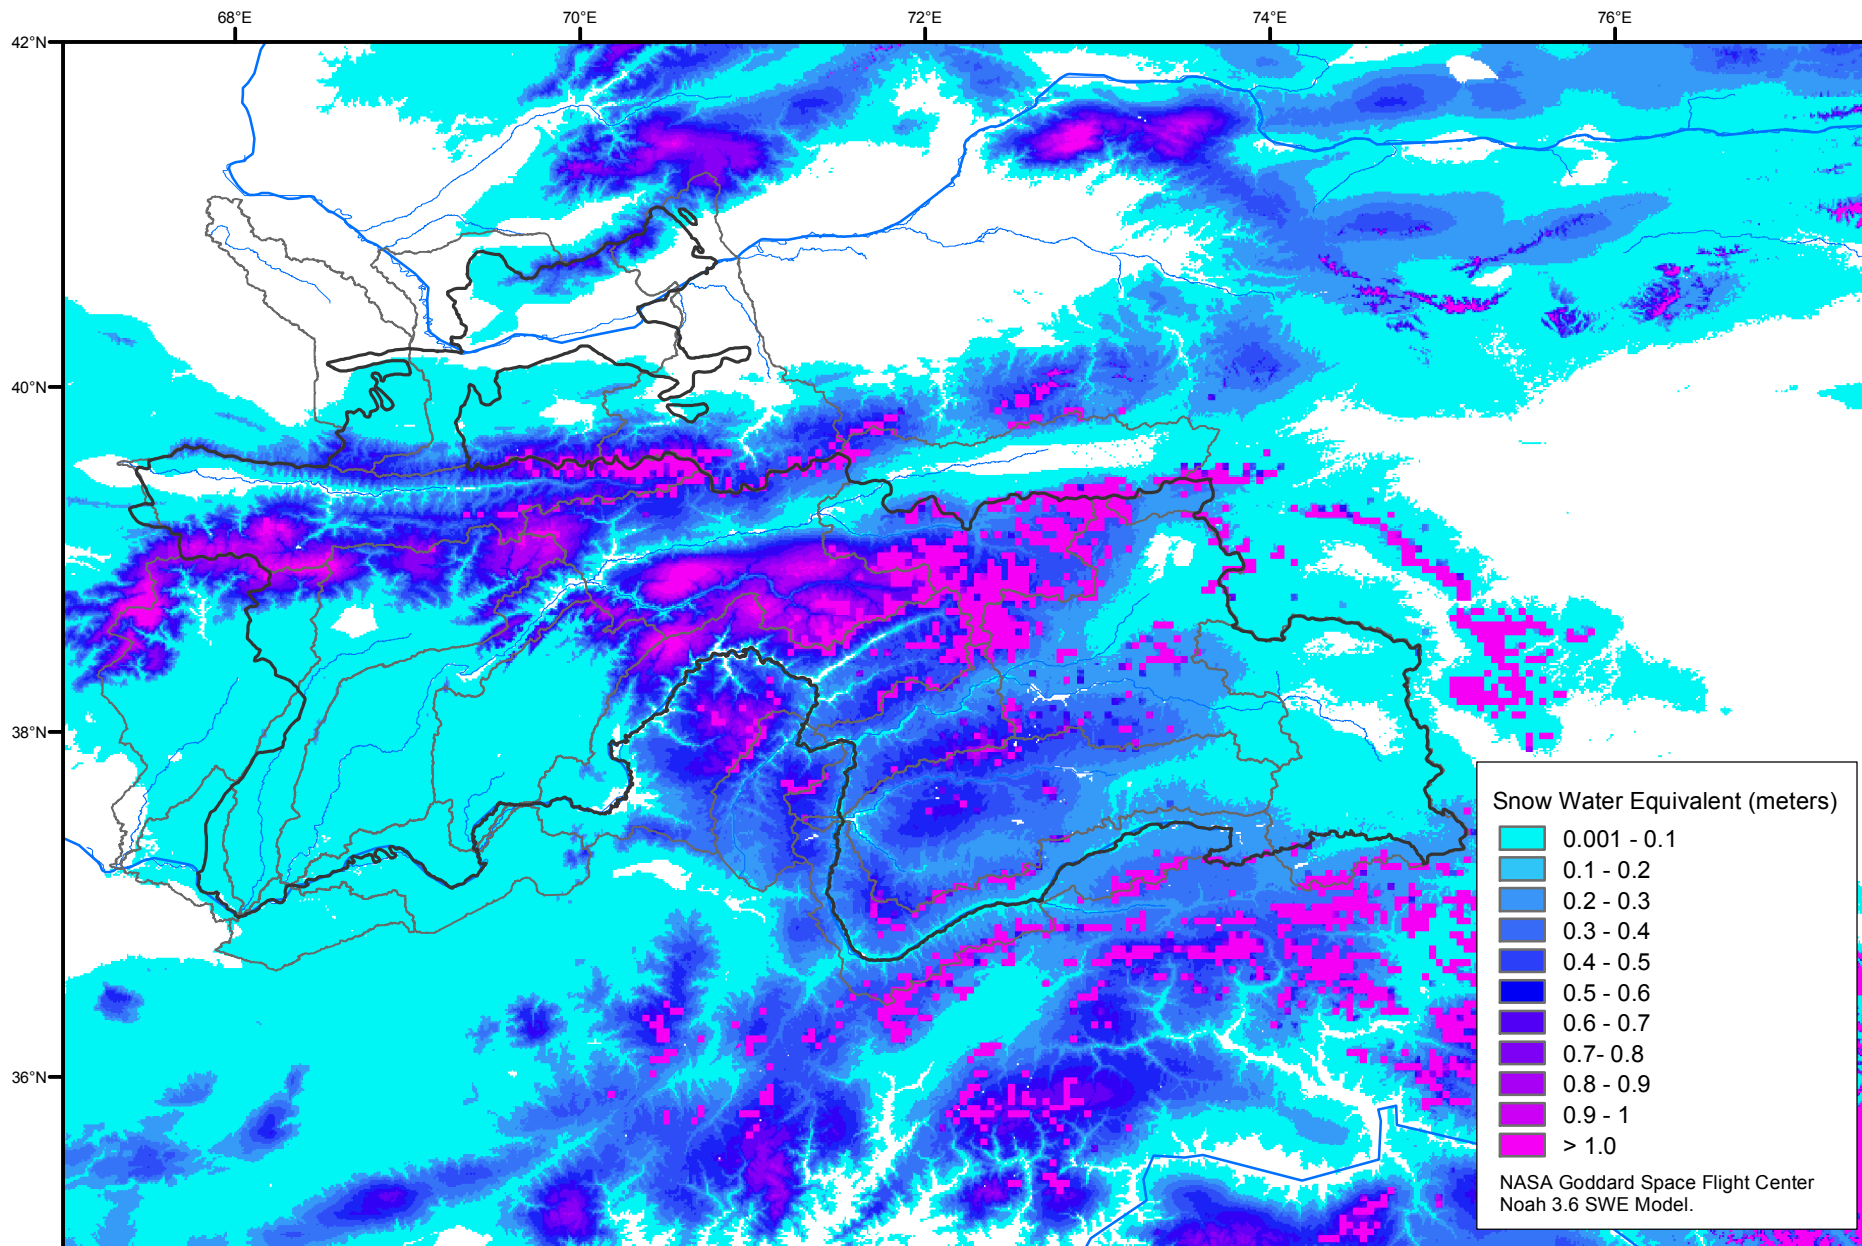 68°E
70°E
72°E
74°E
76°E
42°N
40°N
38°N
36°N
Snow Water Equivalent (meters)
0.001 - 0.1
0.1 - 0.2
0.2 - 0.3
0.3 - 0.4
0.4 - 0.5
0.5 - 0.6
0.6 - 0.7
0.7- 0.8
0.8 - 0.9
0.9 - 1
> 1.0
NASA Goddard Space Flight Center
Noah 3.6 SWE Model.